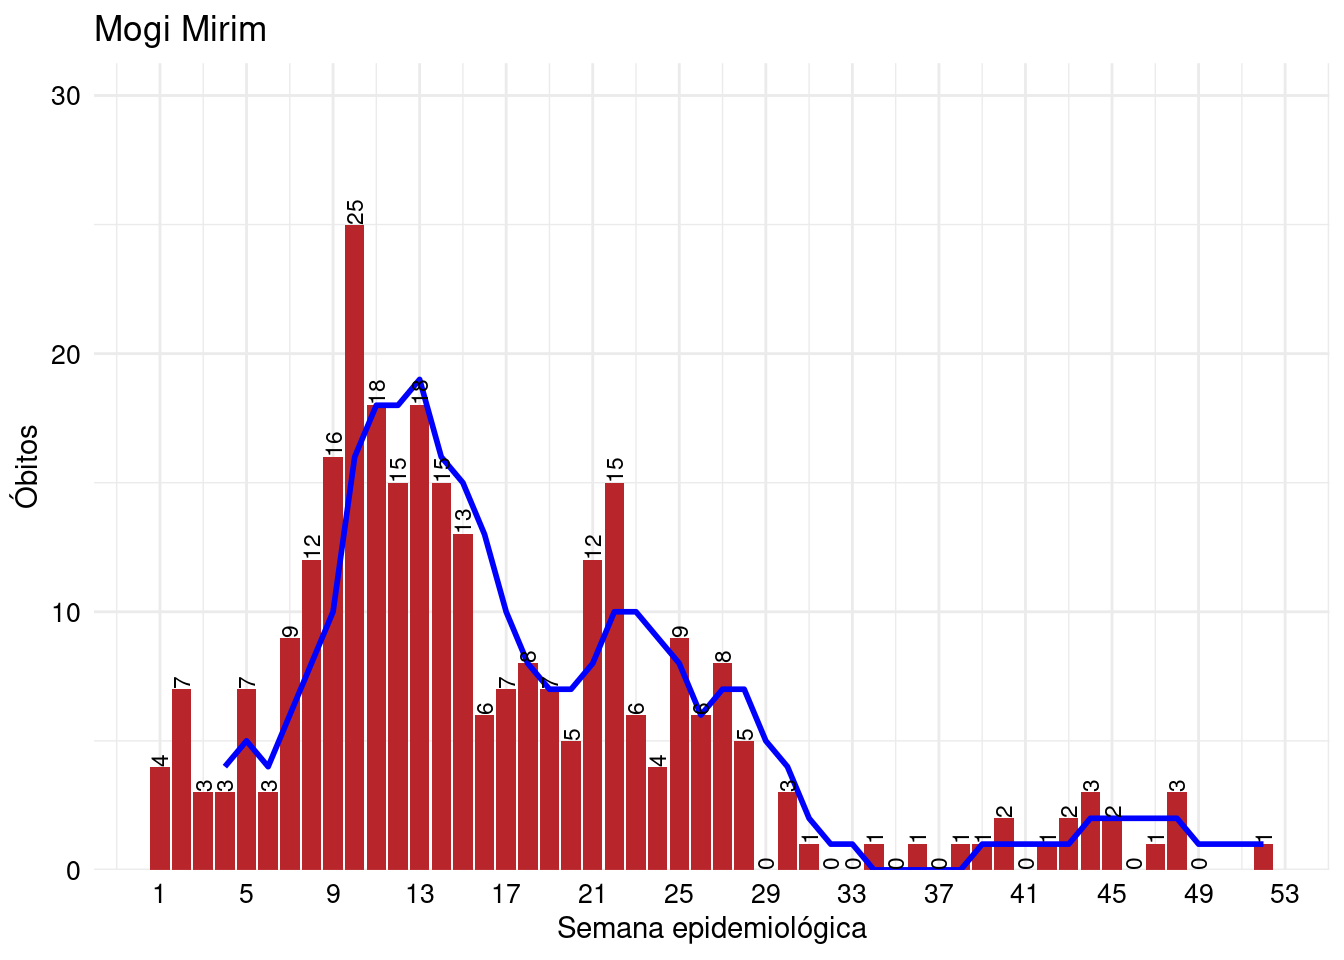 Mogi Mirim
30
20
10
0
Óbitos
4 7 3 3 7 3 9 12 16 25 18 15 18 15 13 6 7 8 7 5 12 15 6 4 9 6 8 5 0 3 1 0 0 1 0 1 0 1 1 2 0 1 2 3 2 0 1 3 0 1
1 5 9 13 17 21 25 29 33 37 41 45 49 53
Semana epidemiológica